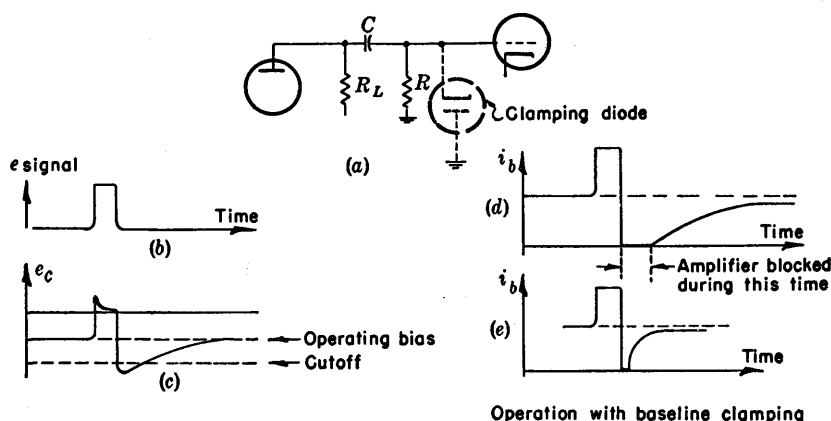 C
R_L
R
Clamping diode
(a)
e signal
Time
(b)
e_c
Operating bias
Cutoff
(c)
i_b
(d)
Time
Amplifier blocked
during this time
i_b
(e)
Time
Operation with baseline clamping